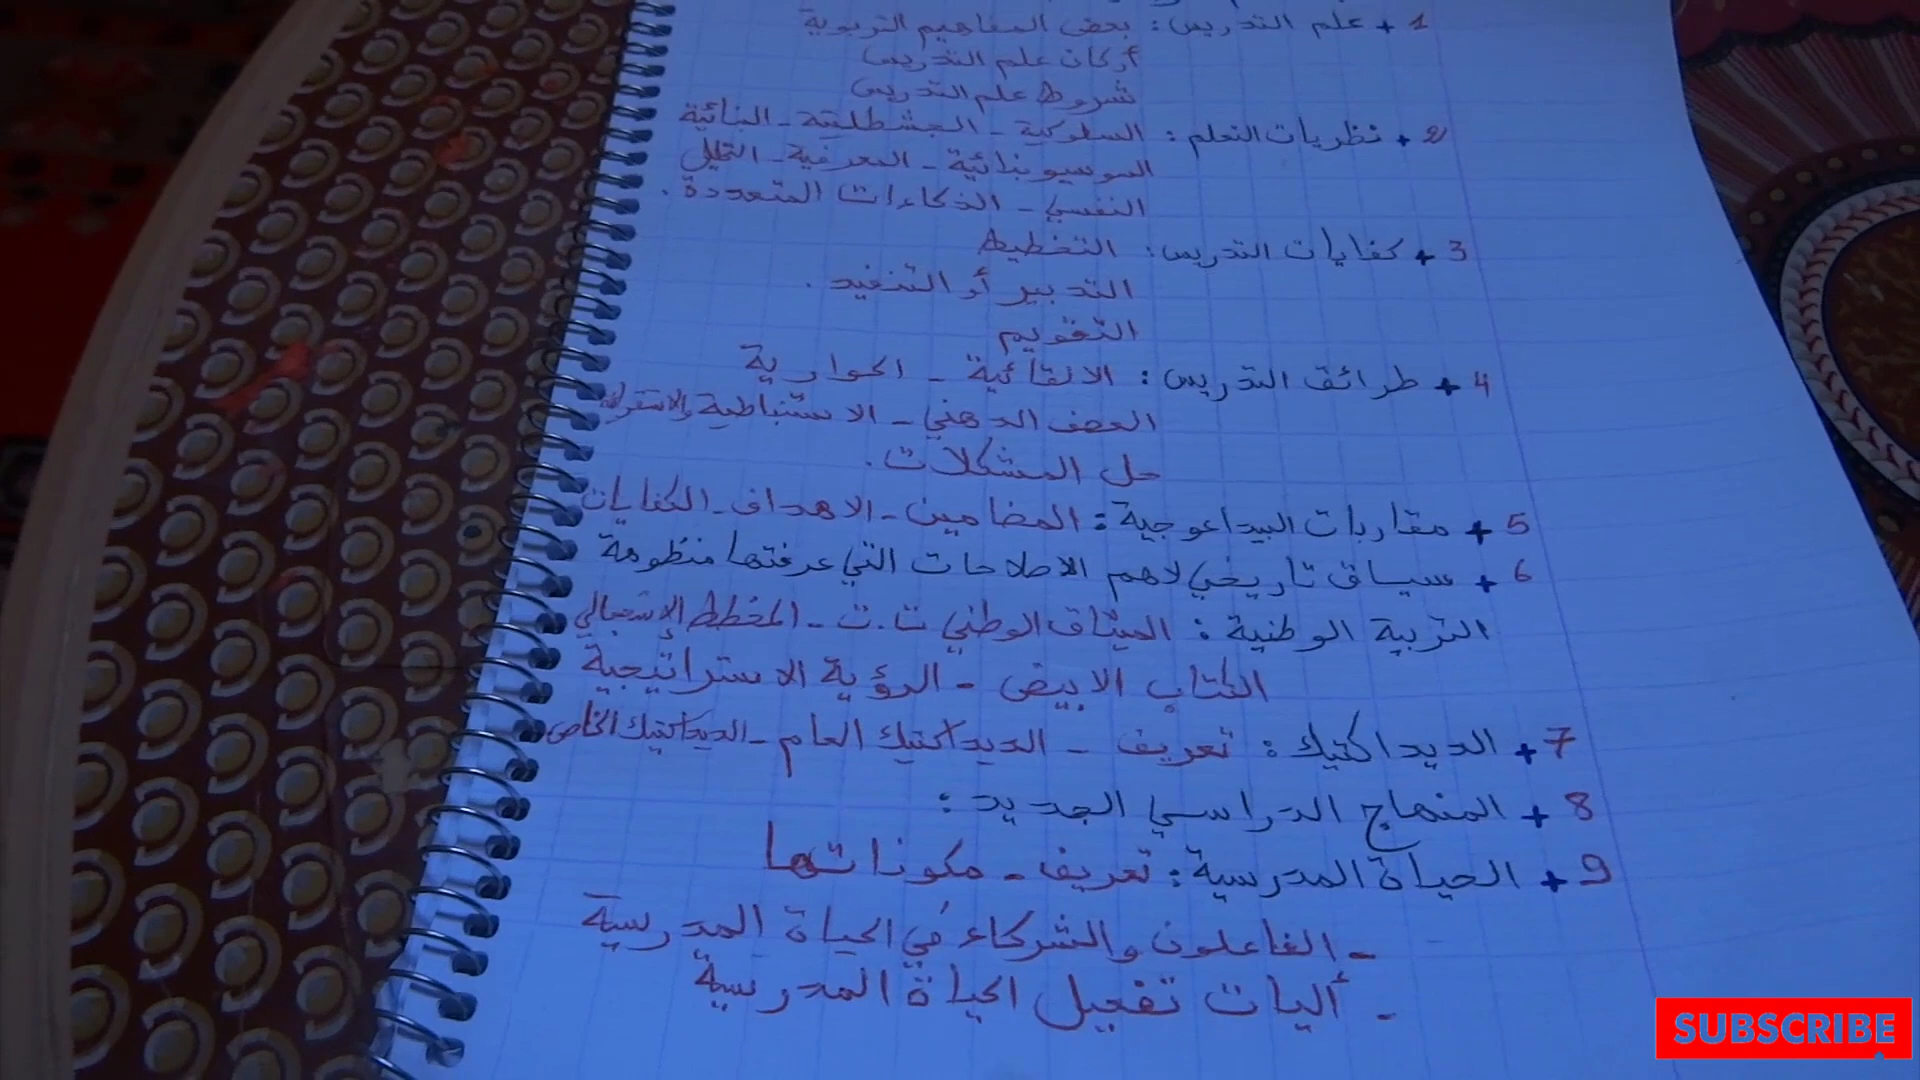 1 + علم التدريس : بعض المفاهيم التربوية
أركان علم التدريس
شروط علم التدريس
2 + نظريات التعلم : السلوكية - الجشطلتية - البنائية
السوسيوبنائية - المعرفية - التحليل
النفسي - الذكاءات المتعددة .
3 + كفايات التدريس : التخطيط
التدبير أو التنفيد .
التقويم
4 + طرائق التدريس : الالقائية - الحوارية
العصف الدهني - الاستنباطية والاستقرائية
حل المشكلات .
5 + مقاربات البيداغوجية : المضامين - الاهداف - الكفايات
6 + سياق تاريخي لاهم الاصلاحات التي عرفتها منظومة
التربية الوطنية : الميثاق الوطني ت . ت - المخطط الإستعجالي
الكتاب الابيض - الرؤية الاستراتيجية
7 + الديداكتيك : تعريف - الديداكتيك العام - الديداكتيك الخاص
8 + المنهاج الدراسي الجديد :
9 + الحياة المدرسية : تعريف - مكوناتها
- الفاعلون والشركاء في الحياة المدرسية
- أليات تفعيل الحياة المدرسية
SUBSCRIBE